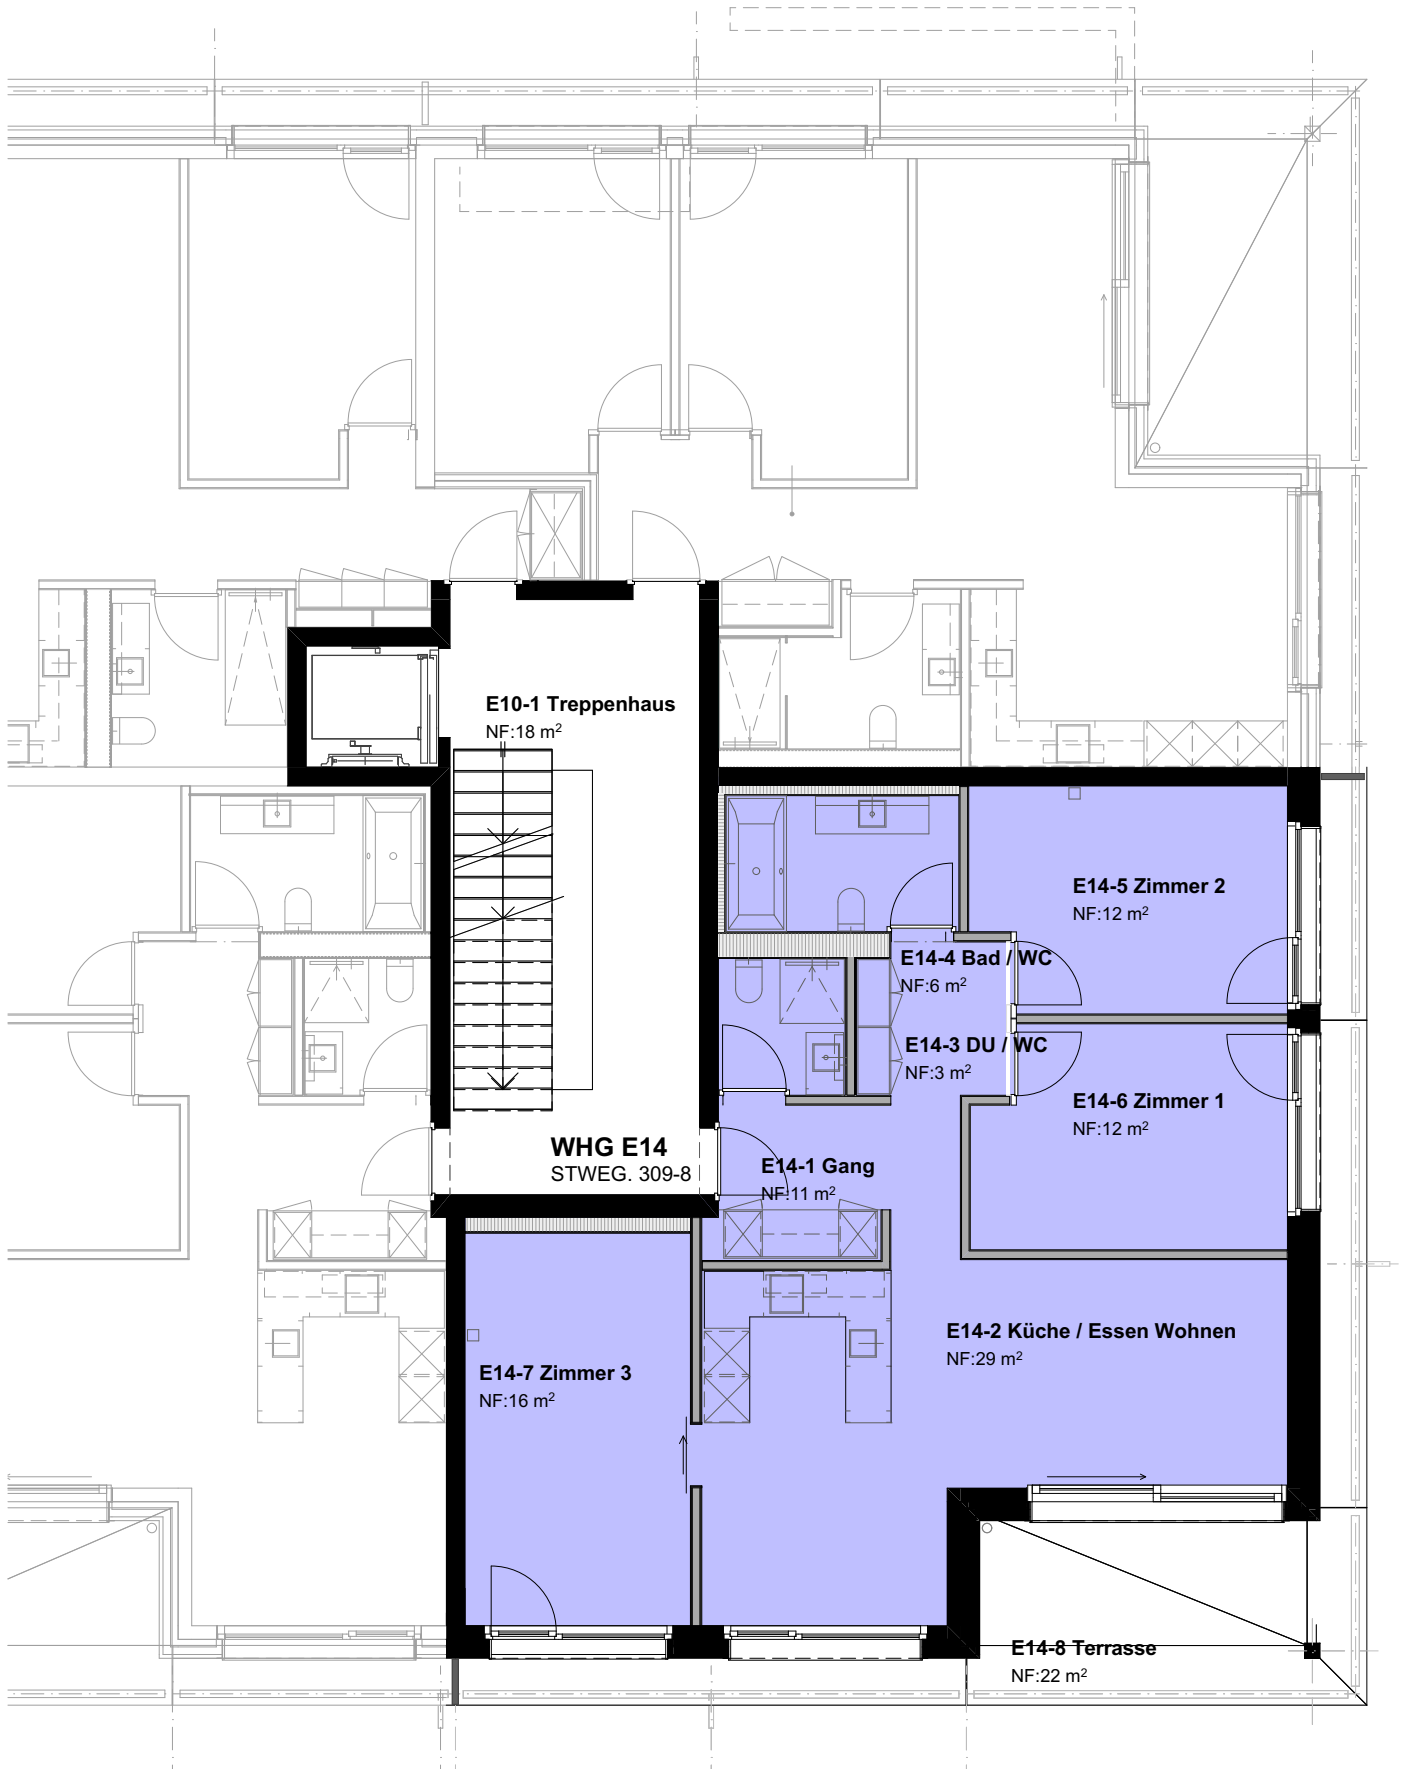 E10-1 Treppenhaus
NF:18 m²
E14-5 Zimmer 2
NF:12 m²
E14-4 Bad / WC
NF:6 m²
E14-3 DU / WC
NF:3 m²
E14-6 Zimmer 1
NF:12 m²
WHG E14
STWEG. 309-8
E14-1 Gang
NF:11 m²
E14-2 Küche / Essen Wohnen
NF:29 m²
E14-7 Zimmer 3
NF:16 m²
E14-8 Terrasse
NF:22 m²